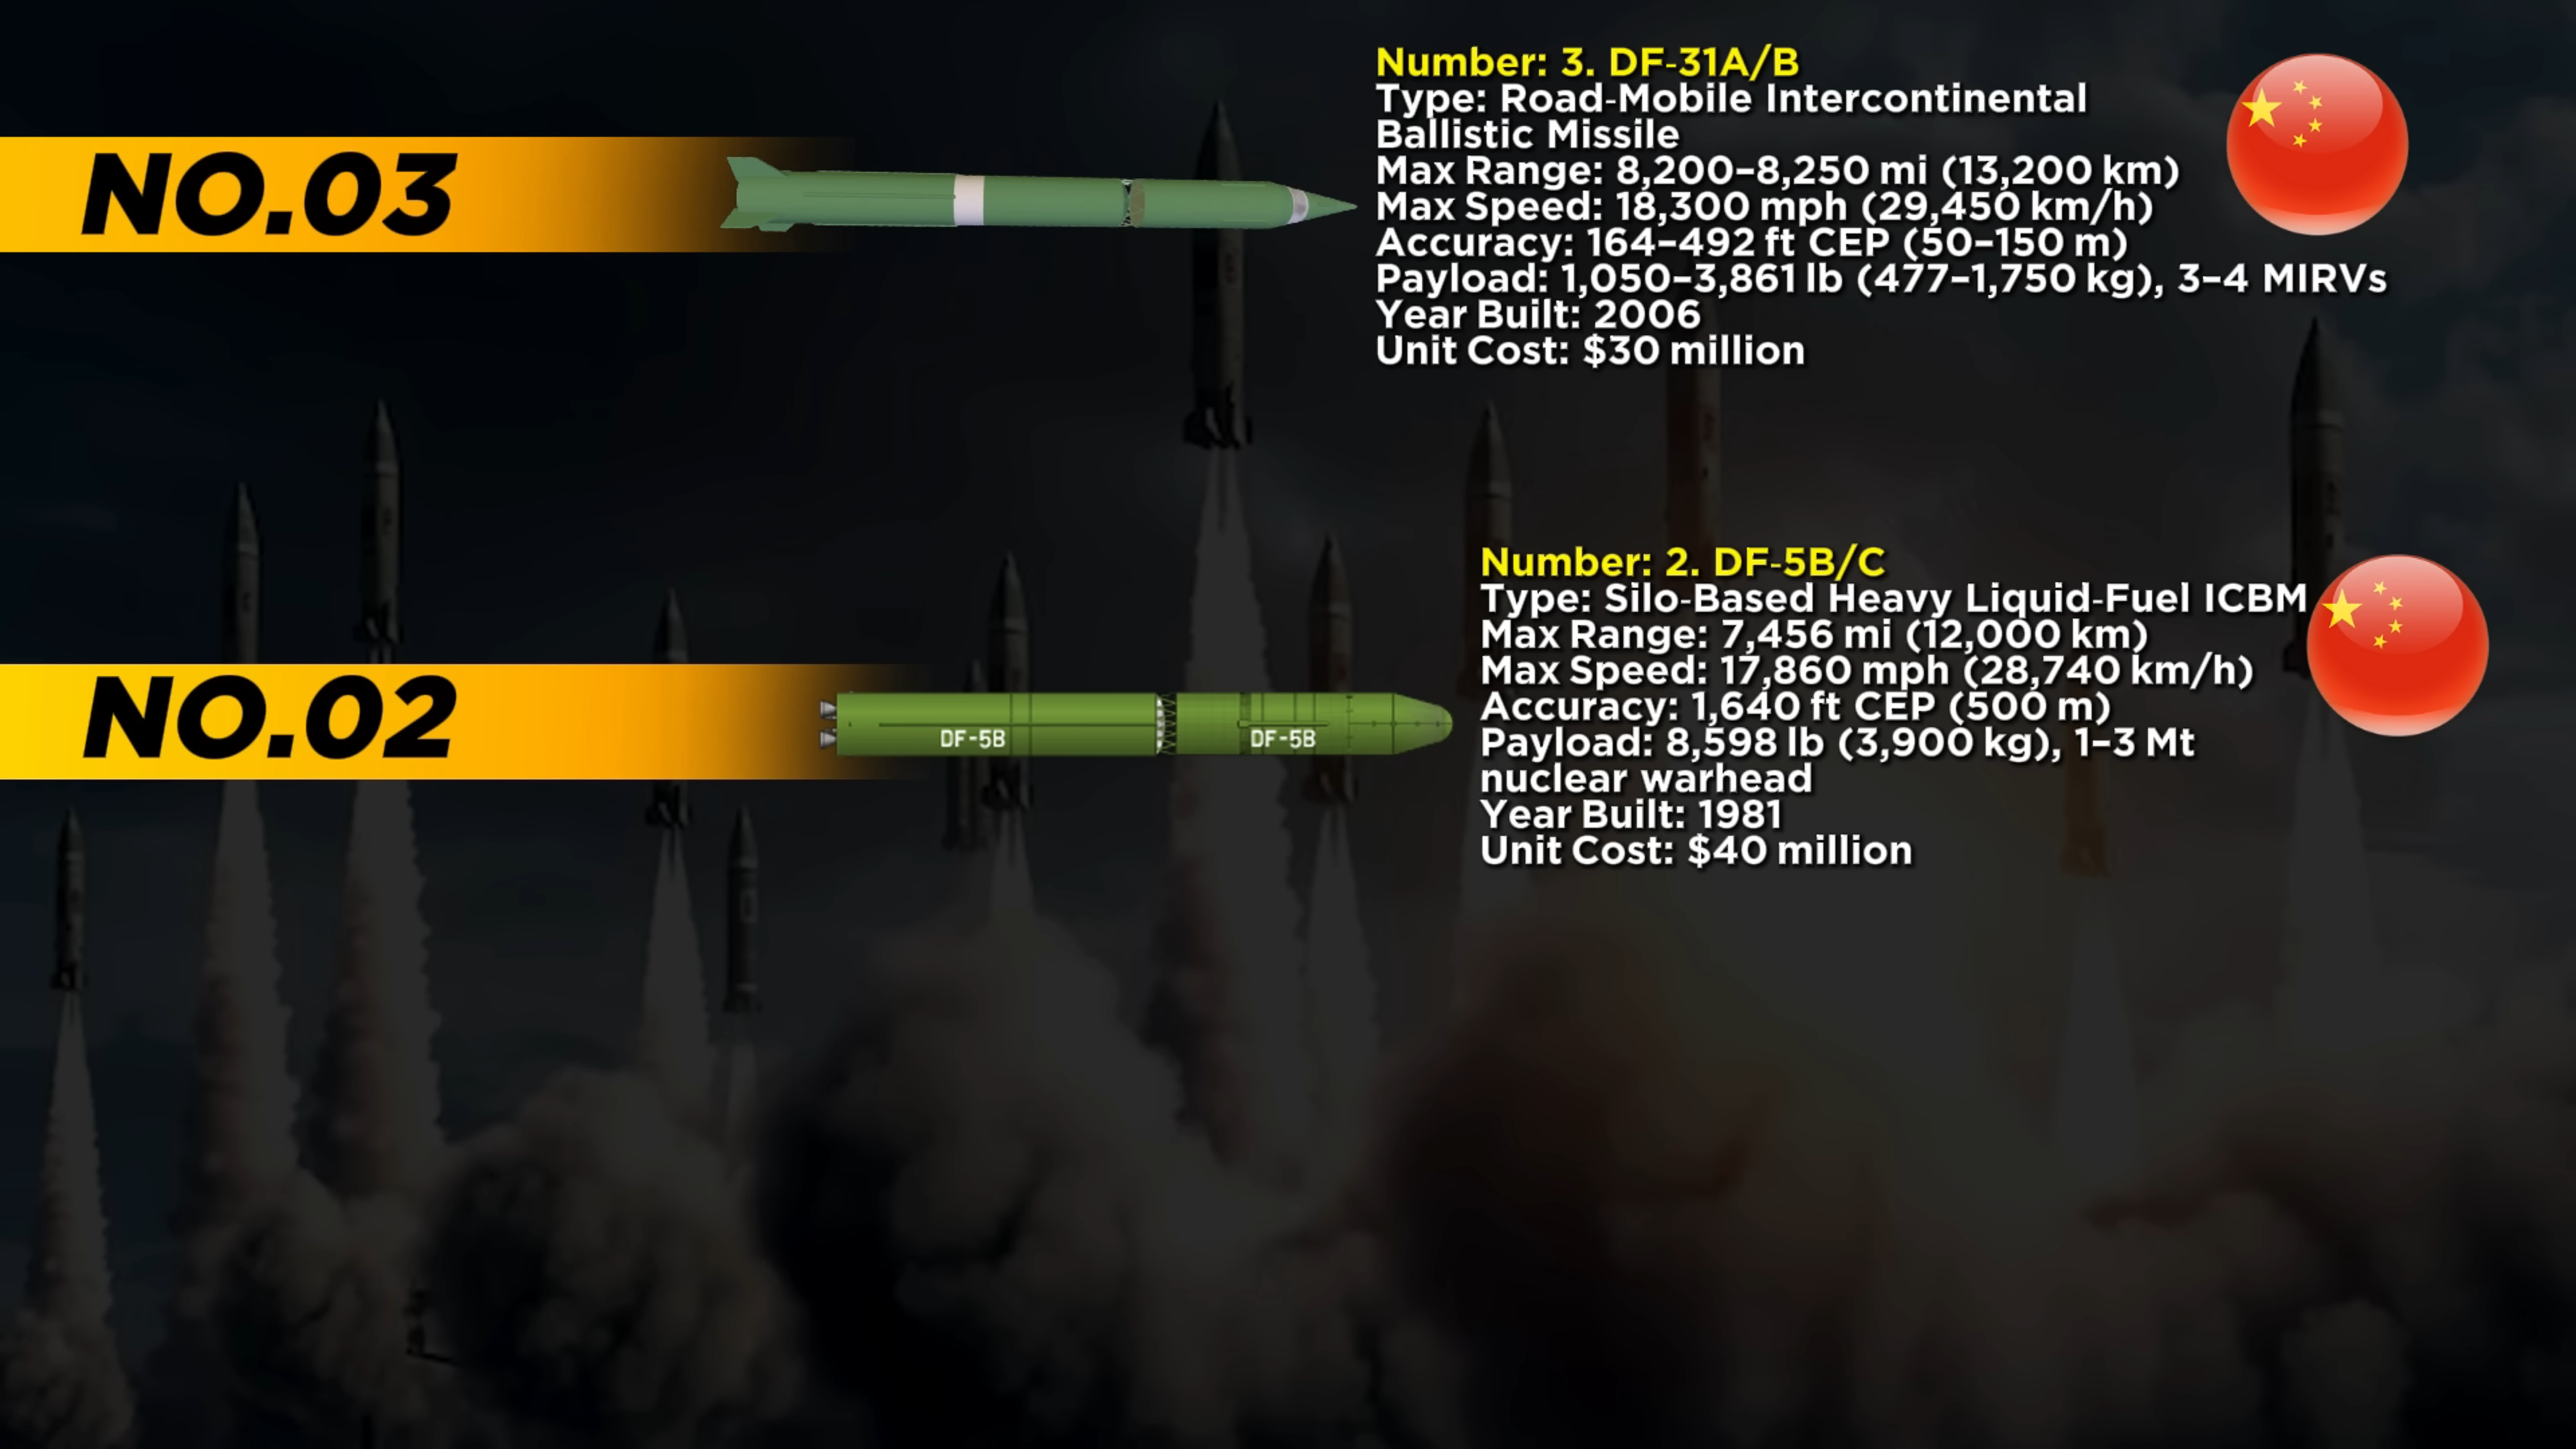 NO.03
Number: 3. DF-31A/B
Type: Road-Mobile Intercontinental
Ballistic Missile
Max Range: 8,200–8,250 mi (13,200 km)
Max Speed: 18,300 mph (29,450 km/h)
Accuracy: 164–492 ft CEP (50–150 m)
Payload: 1,050–3,861 lb (477–1,750 kg), 3–4 MIRVs
Year Built: 2006
Unit Cost: $30 million
NO.02
DF-5B
DF-5B
Number: 2. DF-5B/C
Type: Silo-Based Heavy Liquid-Fuel ICBM
Max Range: 7,456 mi (12,000 km)
Max Speed: 17,860 mph (28,740 km/h)
Accuracy: 1,640 ft CEP (500 m)
Payload: 8,598 lb (3,900 kg), 1–3 Mt
nuclear warhead
Year Built: 1981
Unit Cost: $40 million